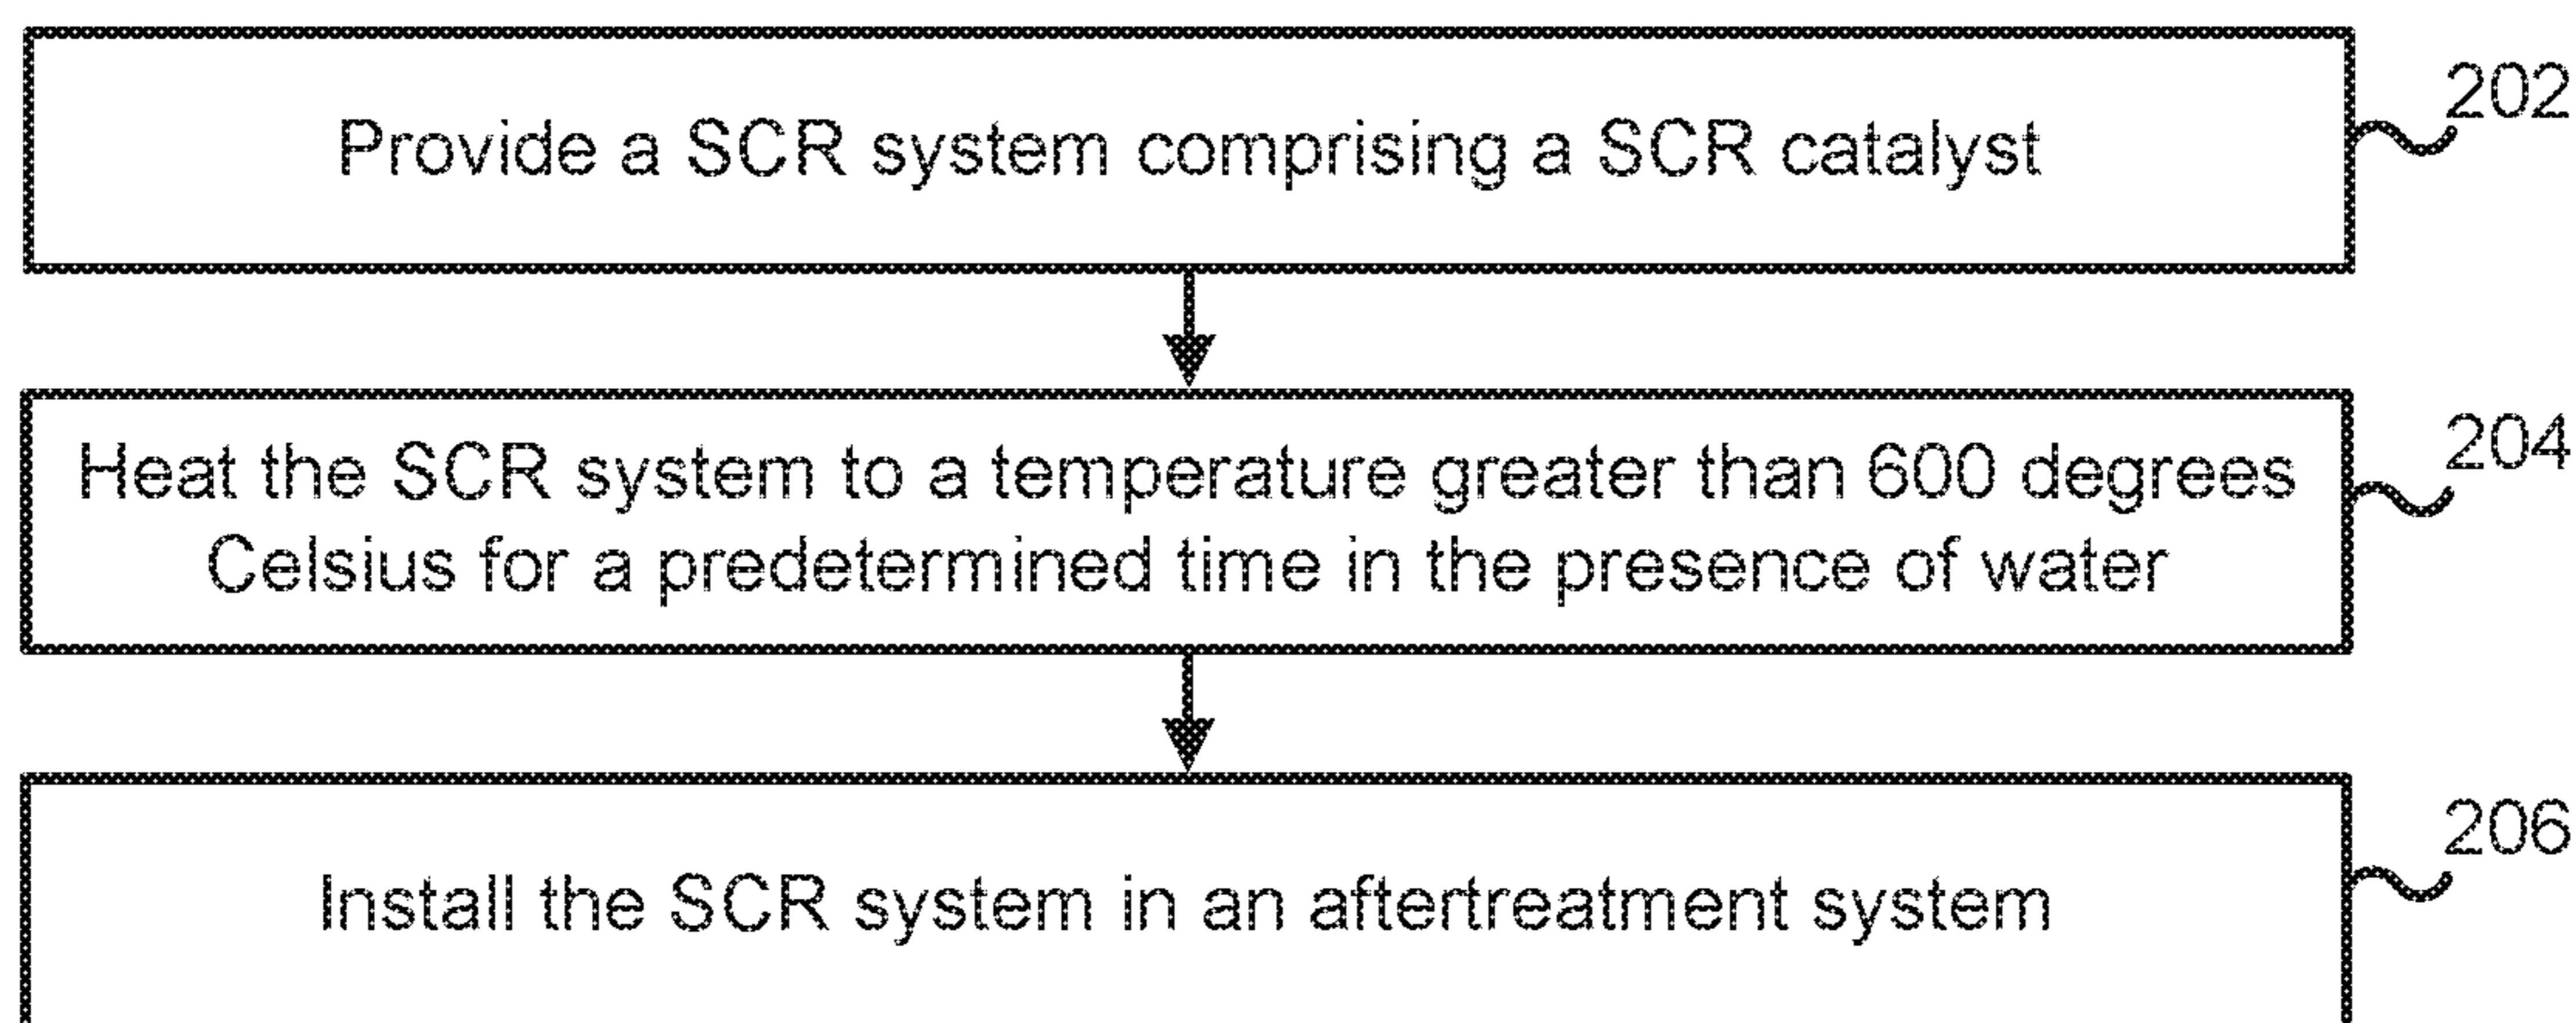 Provide a SCR system comprising a SCR catalyst
202
Heat the SCR system to a temperature greater than 600 degrees
Celsius for a predetermined time in the presence of water
204
Install the SCR system in an aftertreatment system
206